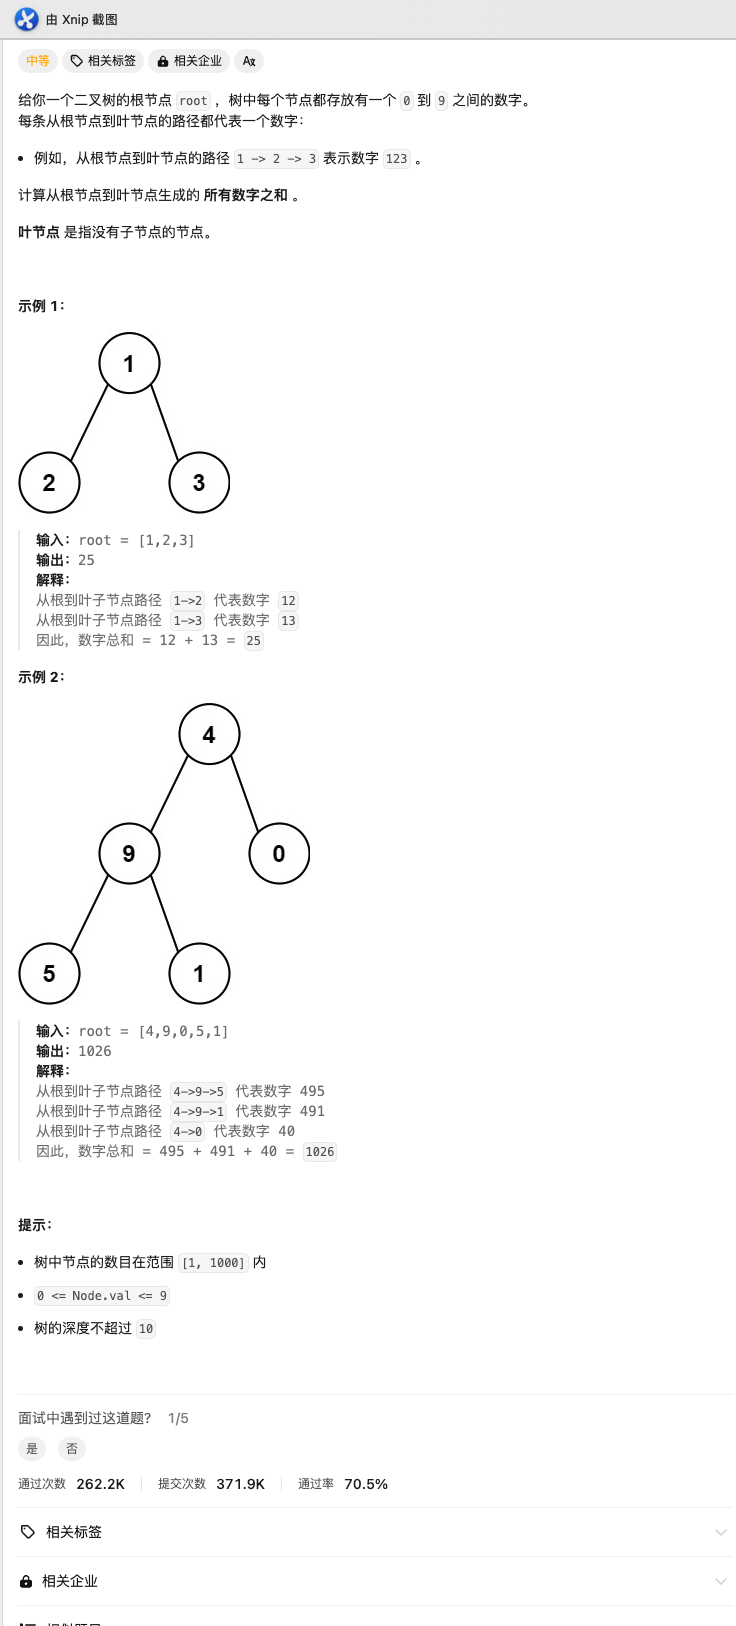 由 Xnip 截图
中等 相关标签 相关企业 A文
给你一个二叉树的根节点 root ，树中每个节点都存放有一个 0 到 9 之间的数字。
每条从根节点到叶节点的路径都代表一个数字：
• 例如，从根节点到叶节点的路径 1 -> 2 -> 3 表示数字 123 。
计算从根节点到叶节点生成的 所有数字之和 。
叶节点 是指没有子节点的节点。
示例 1：
1
2 3
输入：root = [1,2,3]
输出：25
解释：
从根到叶子节点路径 1->2 代表数字 12
从根到叶子节点路径 1->3 代表数字 13
因此，数字总和 = 12 + 13 = 25
示例 2：
4
9 0
5 1
输入：root = [4,9,0,5,1]
输出：1026
解释：
从根到叶子节点路径 4->9->5 代表数字 495
从根到叶子节点路径 4->9->1 代表数字 491
从根到叶子节点路径 4->0 代表数字 40
因此，数字总和 = 495 + 491 + 40 = 1026
提示：
• 树中节点的数目在范围 [1, 1000] 内
• 0 <= Node.val <= 9
• 树的深度不超过 10
面试中遇到过这道题？ 1/5
是 否
通过次数 262.2K 提交次数 371.9K 通过率 70.5%
相关标签
相关企业